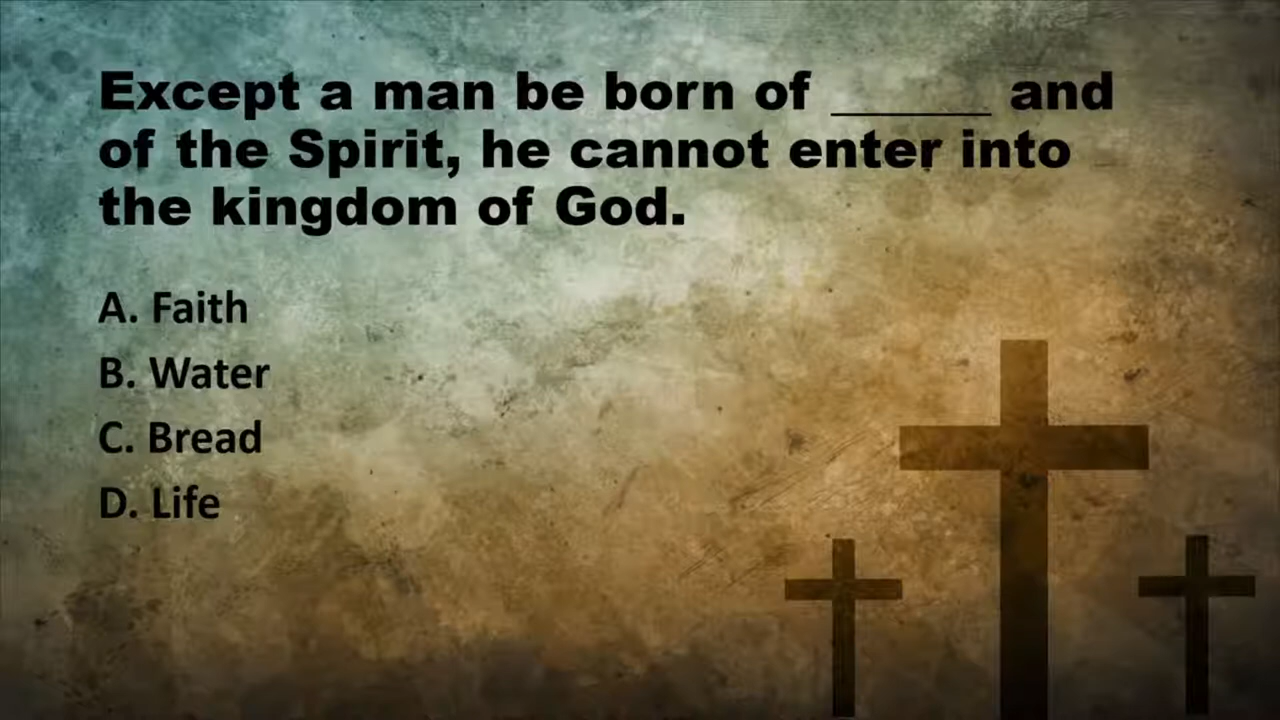 Except a man be born of ______ and
of the Spirit, he cannot enter into
the kingdom of God.
A. Faith
B. Water
C. Bread
D. Life